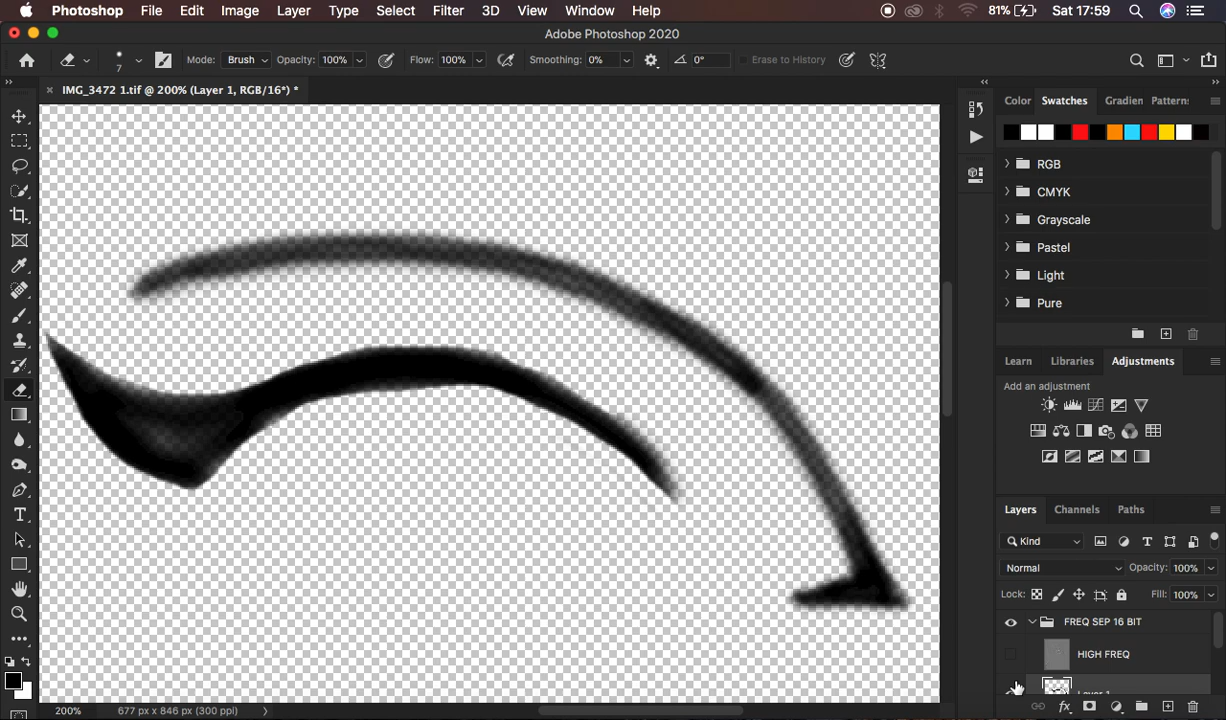 Photoshop File Edit Image Layer Type Select Filter 3D View Window Help 81% Sat 17:59
Adobe Photoshop 2020
7 Mode: Brush Opacity: 100% Flow: 100% Smoothing: 0% 0° Erase to History
IMG_3472 1.tif @ 200% (Layer 1, RGB/16*) *
Color Swatches Gradien Pattern:
RGB
CMYK
Grayscale
Pastel
Light
Pure
Learn Libraries Adjustments
Add an adjustment
Layers Channels Paths
Kind
Normal Opacity: 100%
Lock: Fill: 100%
FREQ SEP 16 BIT
HIGH FREQ
Layer 1
200% 677 px x 846 px (300 ppi)